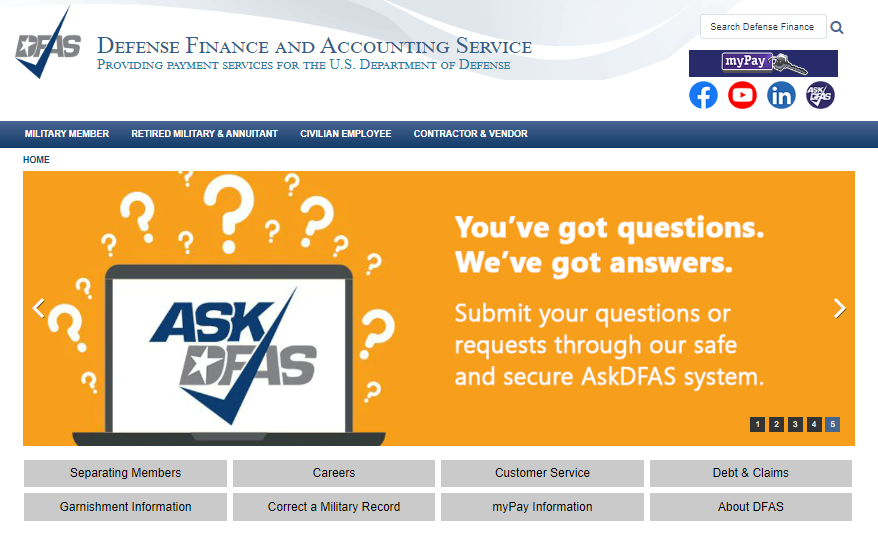 DFAS
DEFENSE FINANCE AND ACCOUNTING SERVICE
PROVIDING PAYMENT SERVICES FOR THE U.S. DEPARTMENT OF DEFENSE
Search Defense Finance
myPay
ASK
DFAS
MILITARY MEMBER RETIRED MILITARY & ANNUITANT CIVILIAN EMPLOYEE CONTRACTOR & VENDOR
HOME
? ? ? ? ? ? ? ? ? ? ? ? ?
You've got questions.
We've got answers.
Submit your questions or
requests through our safe
and secure AskDFAS system.
ASK
DFAS
1 2 3 4 5
Separating Members Careers Customer Service Debt & Claims
Garnishment Information Correct a Military Record myPay Information About DFAS